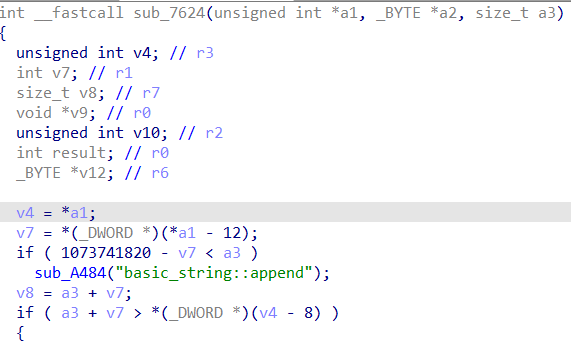 int __fastcall sub_7624(unsigned int *a1, _BYTE *a2, size_t a3)
{
  unsigned int v4; // r3
  int v7; // r1
  size_t v8; // r7
  void *v9; // r0
  unsigned int v10; // r2
  int result; // r0
  _BYTE *v12; // r6

  v4 = *a1;
  v7 = *(_DWORD *)(*a1 - 12);
  if ( 1073741820 - v7 < a3 )
    sub_A484("basic_string::append");
  v8 = a3 + v7;
  if ( a3 + v7 > *(_DWORD *)(v4 - 8) )
  {